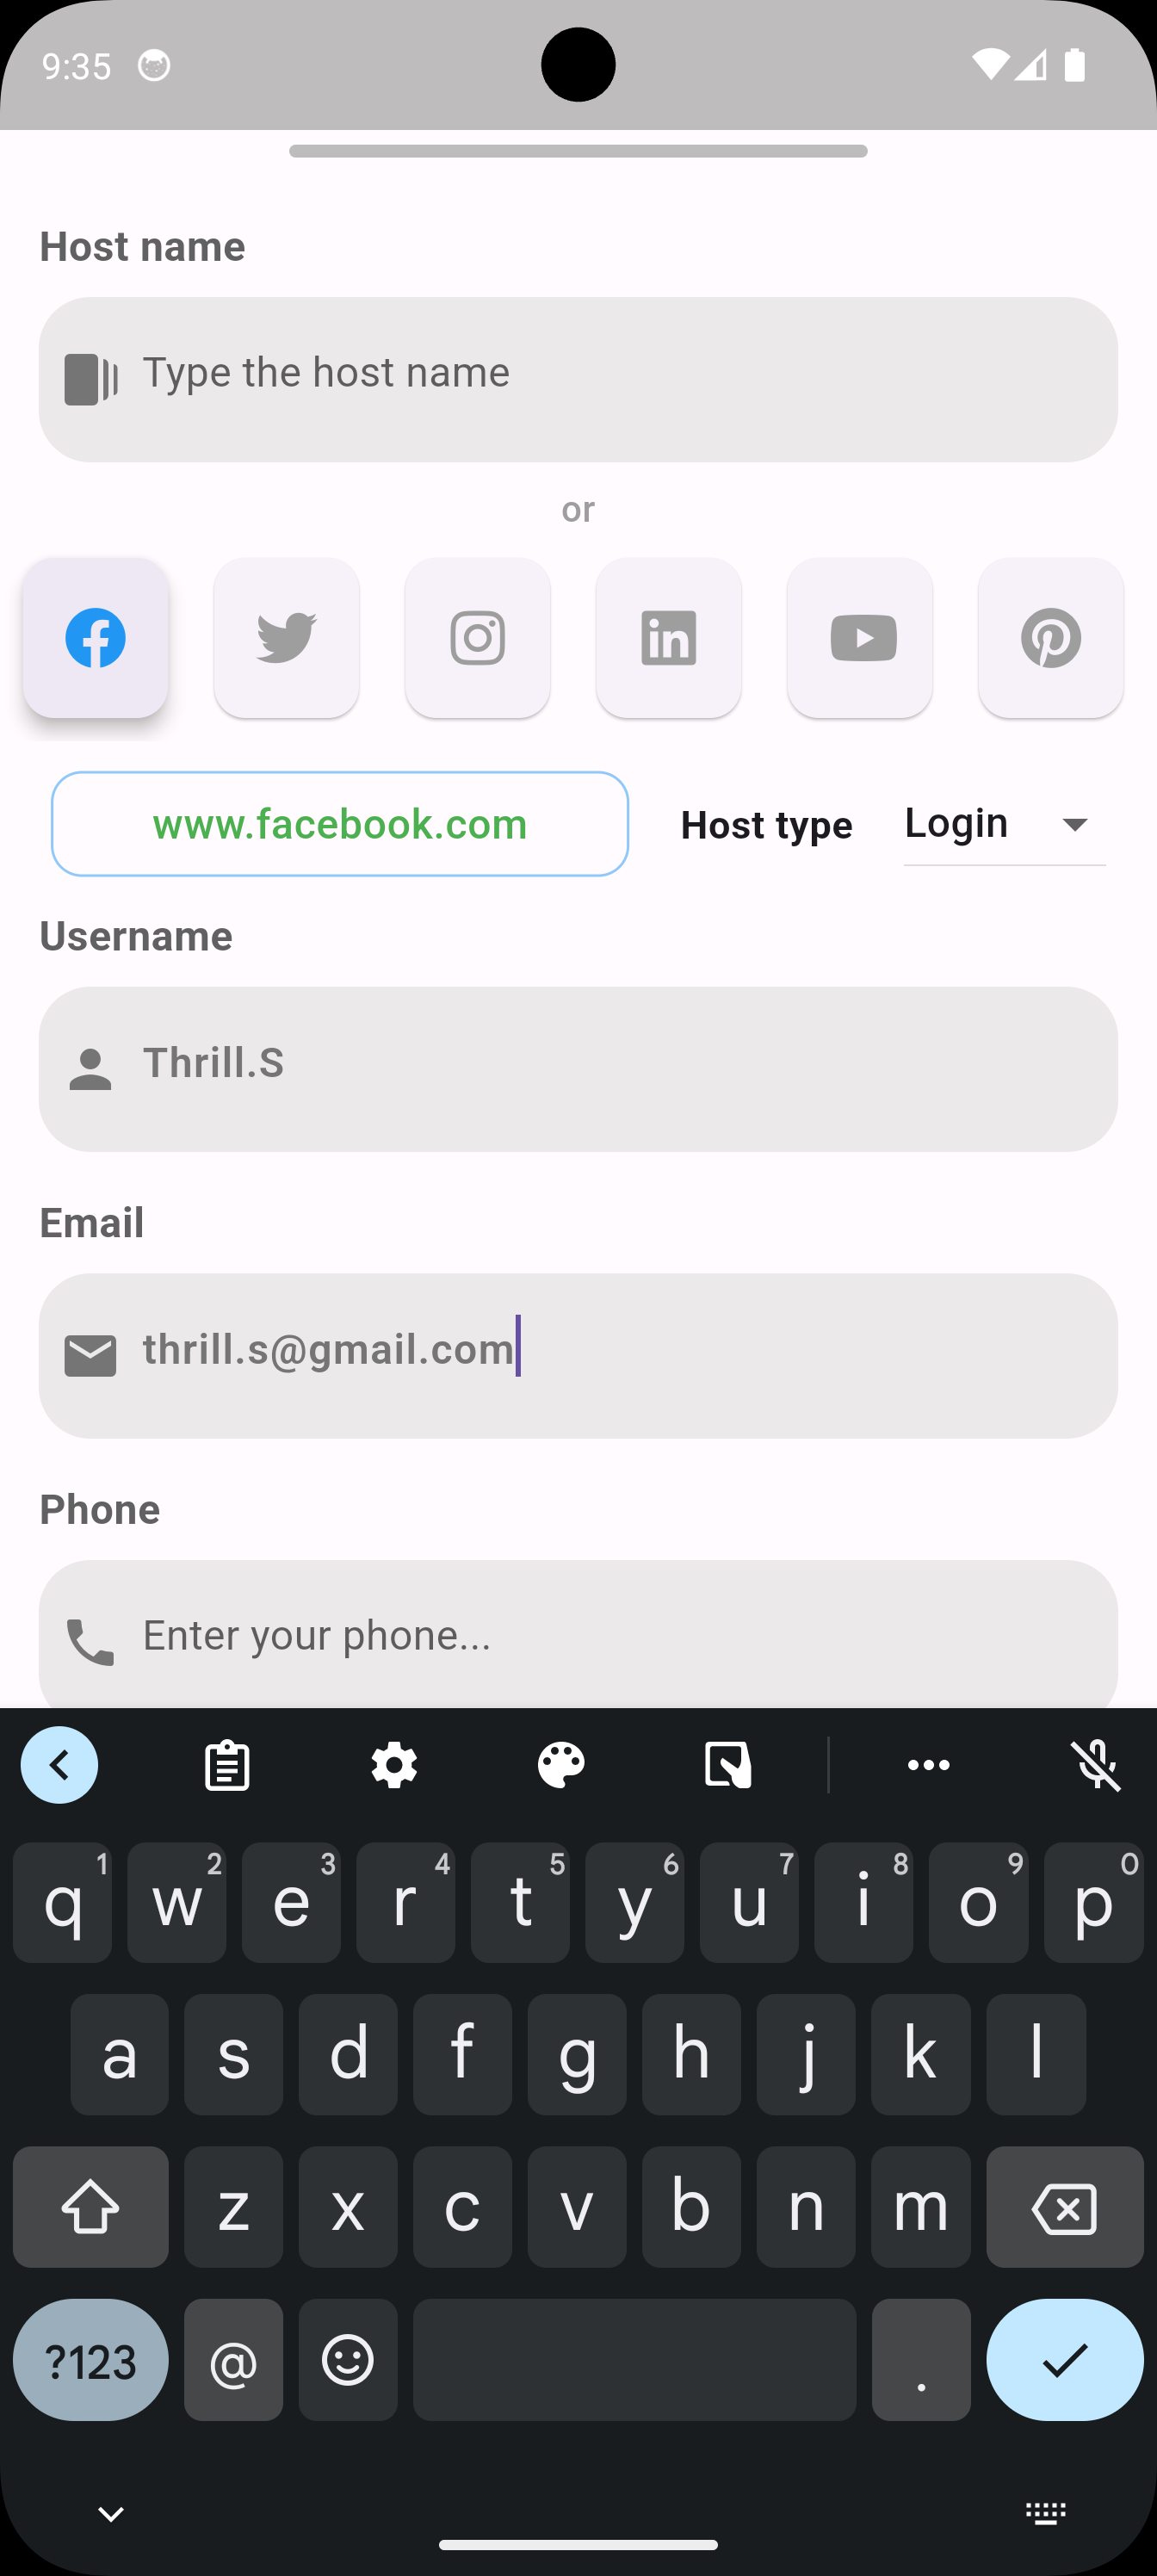 9:35
Host name
Type the host name
or
www.facebook.com Host type Login
Username
Thrill.S
Email
thrill.s@gmail.com
Phone
Enter your phone...
q 1 w 2 e 3 r 4 t 5 y 6 u 7 i 8 o 9 p 0
a s d f g h j k l
z x c v b n m
?123 @ .